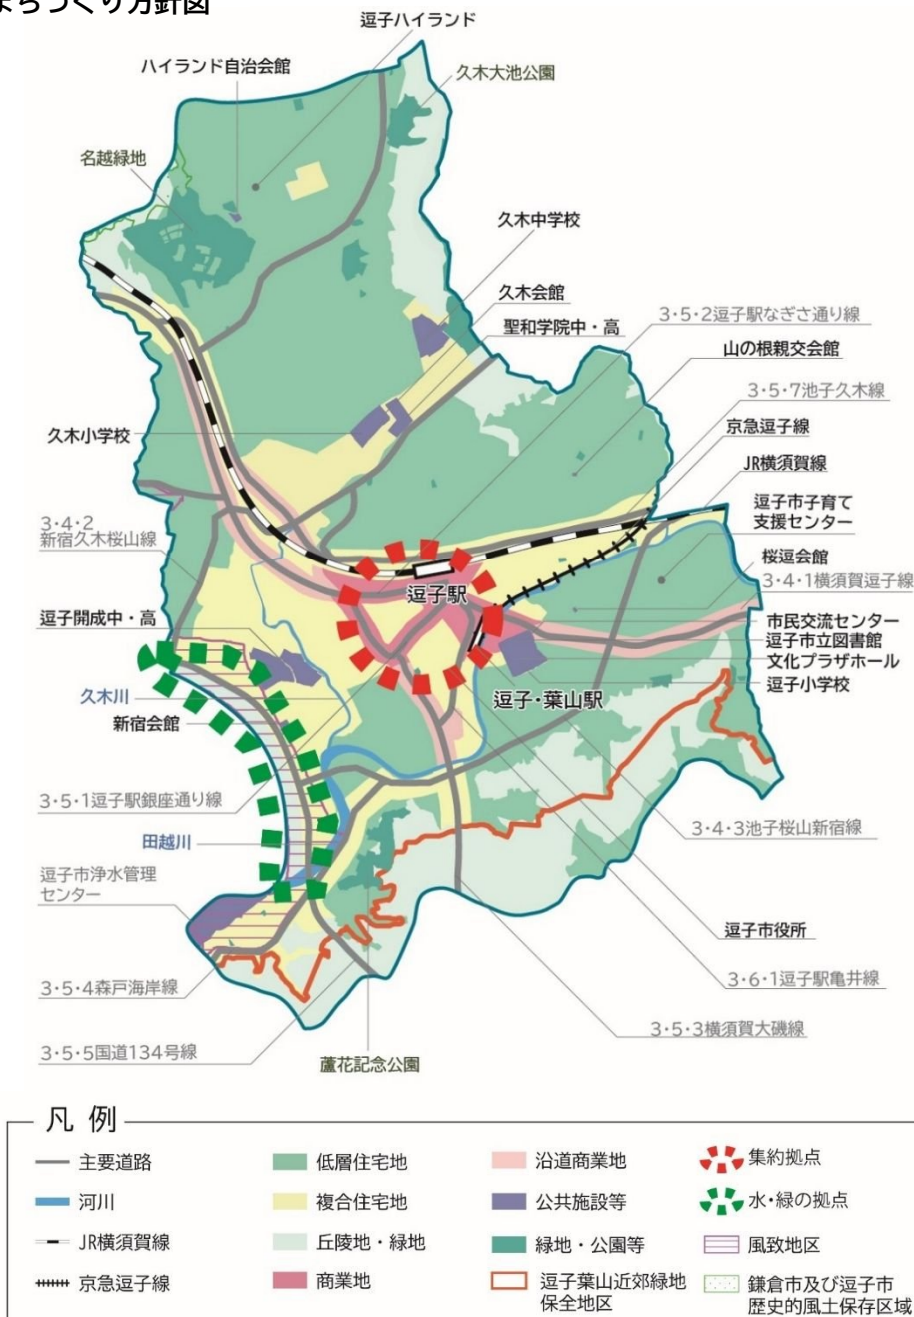 まちづくり方針図
逗子ハイランド
ハイランド自治会館
久木大池公園
名越緑地
久木中学校
久木会館
聖和学院中・高
3・5・2逗子駅なぎさ通り線
山の根親交会館
3・5・7池子久木線
京急逗子線
久木小学校
JR横須賀線
逗子市子育て
支援センター
3・4・2
新宿久木桜山線
桜逗会館
3・4・1横須賀逗子線
逗子駅
逗子開成中・高
市民交流センター
逗子市立図書館
文化プラザホール
逗子小学校
逗子・葉山駅
久木川
新宿会館
3・5・1逗子駅銀座通り線
3・4・3池子桜山新宿線
田越川
逗子市浄水管理
センター
逗子市役所
3・6・1逗子駅亀井線
3・5・4森戸海岸線
3・5・3横須賀大磯線
3・5・5国道134号線
蘆花記念公園
凡 例
主要道路
低層住宅地
沿道商業地
集約拠点
河川
複合住宅地
公共施設等
水・緑の拠点
JR横須賀線
丘陵地・緑地
緑地・公園等
風致地区
京急逗子線
商業地
逗子葉山近郊緑地
保全地区
鎌倉市及び逗子市
歴史的風土保存区域